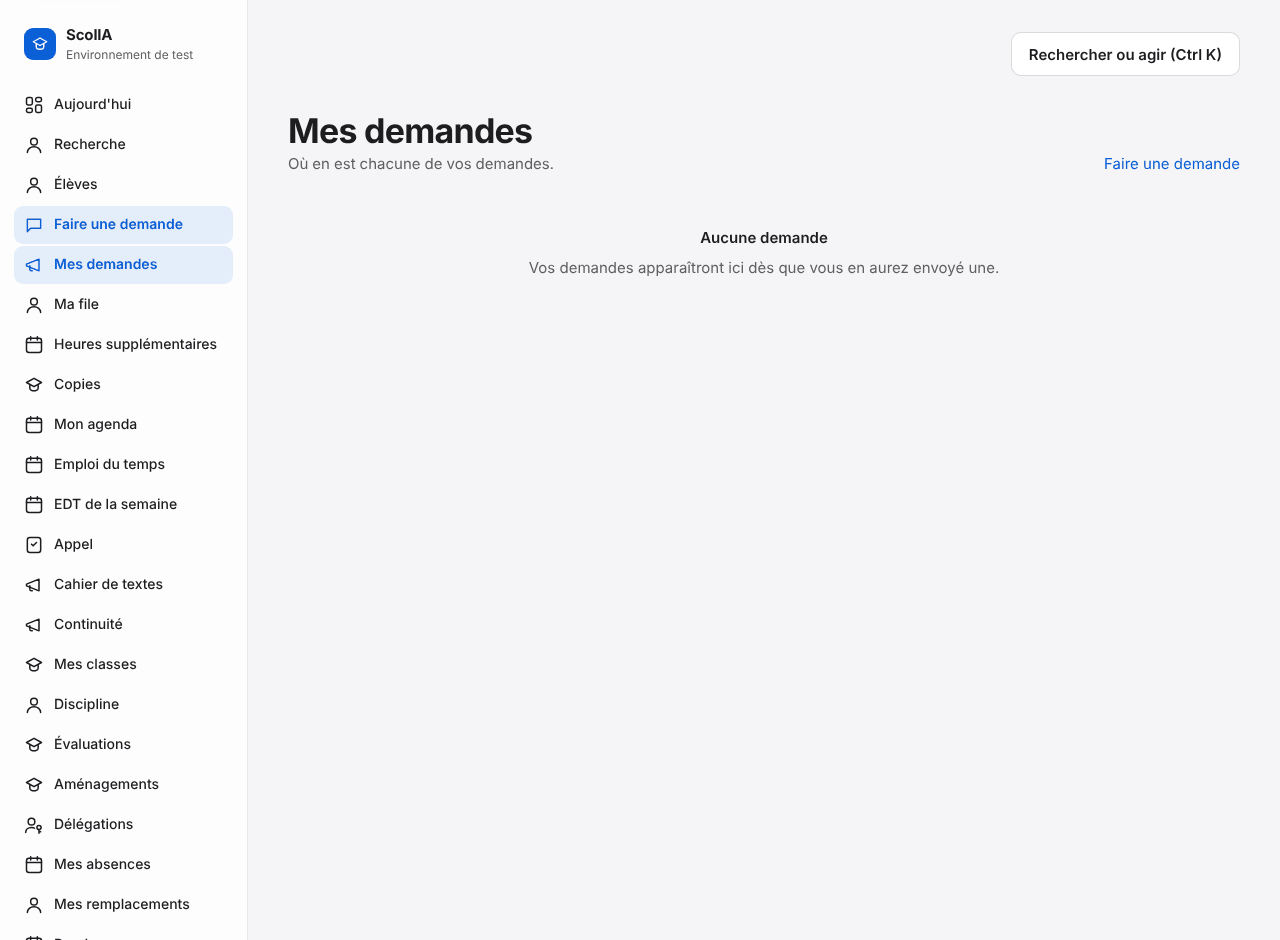 ScolIA
Environnement de test
Aujourd'hui
Recherche
Élèves
Faire une demande
Mes demandes
Ma file
Heures supplémentaires
Copies
Mon agenda
Emploi du temps
EDT de la semaine
Appel
Cahier de textes
Continuité
Mes classes
Discipline
Évaluations
Aménagements
Délégations
Mes absences
Mes remplacements
Rechercher ou agir (Ctrl K)
Mes demandes
Où en est chacune de vos demandes.
Faire une demande
Aucune demande
Vos demandes apparaîtront ici dès que vous en aurez envoyé une.